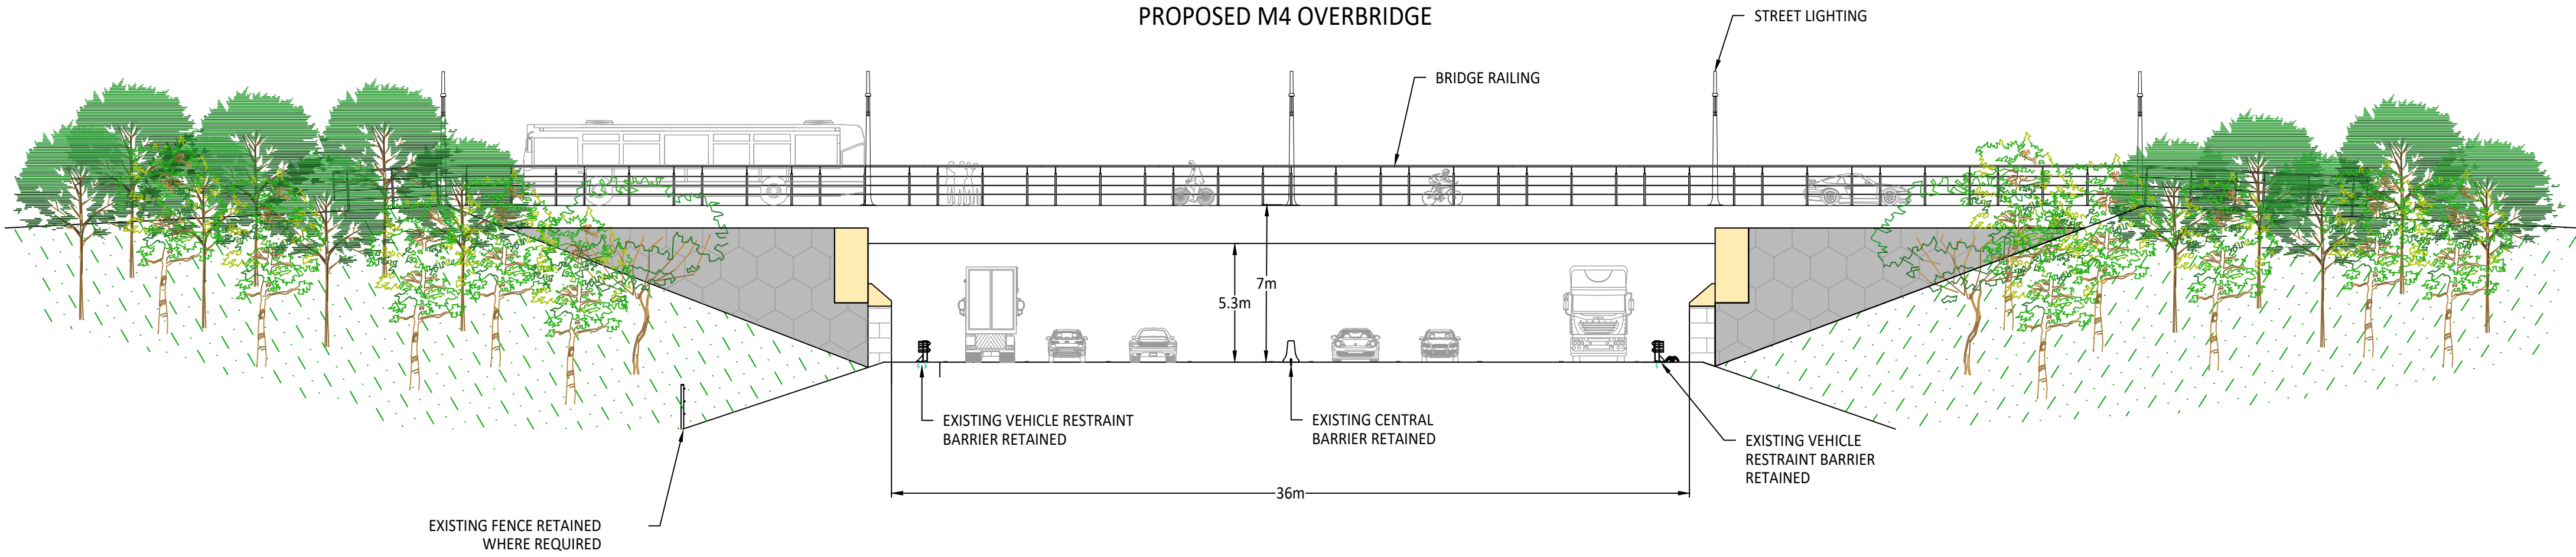 PROPOSED M4 OVERBRIDGE
STREET LIGHTING
BRIDGE RAILING
5.3m
7m
EXISTING VEHICLE RESTRAINT
BARRIER RETAINED
EXISTING CENTRAL
BARRIER RETAINED
EXISTING VEHICLE
RESTRAINT BARRIER
RETAINED
36m
EXISTING FENCE RETAINED
WHERE REQUIRED